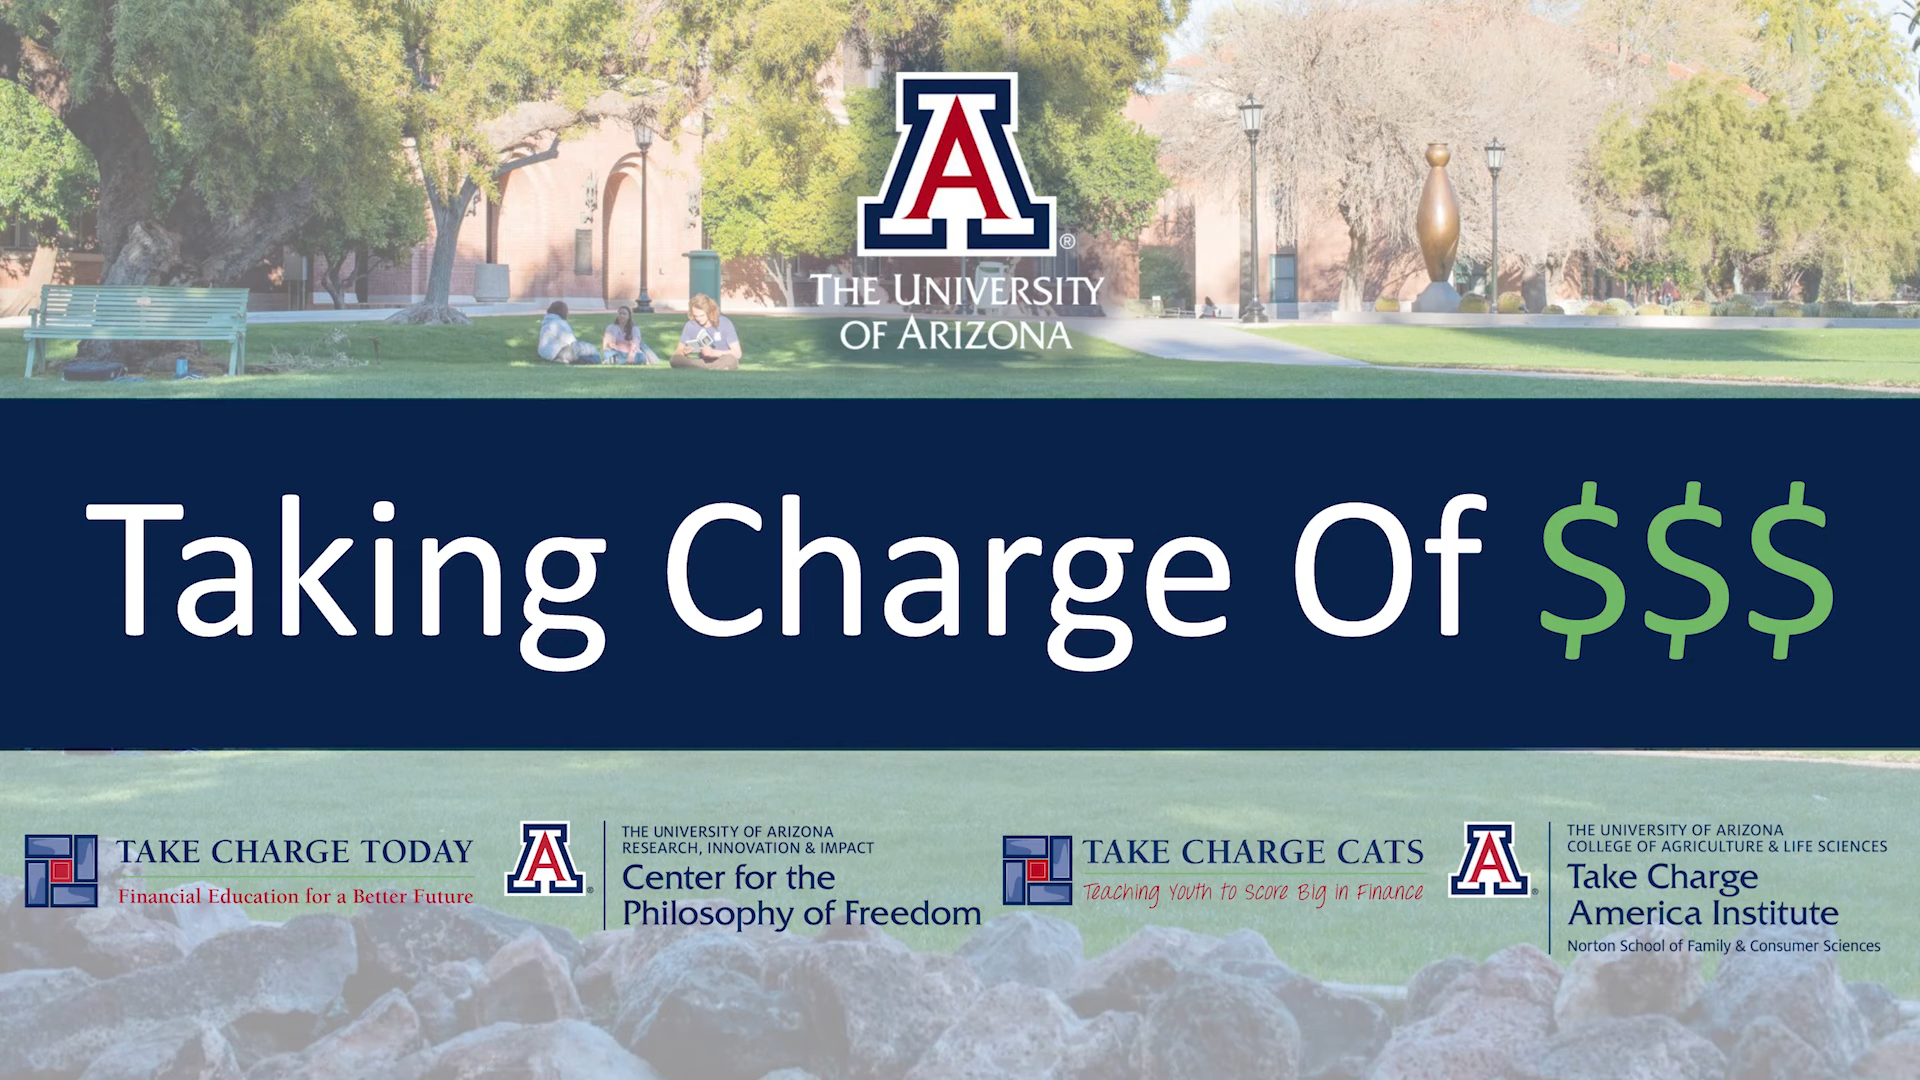 A
®
THE UNIVERSITY
OF ARIZONA
Taking Charge Of $$$
TAKE CHARGE TODAY
Financial Education for a Better Future
A
®
THE UNIVERSITY OF ARIZONA
RESEARCH, INNOVATION & IMPACT
Center for the
Philosophy of Freedom
TAKE CHARGE CATS
Teaching Youth to Score Big in Finance
A
®
THE UNIVERSITY OF ARIZONA
COLLEGE OF AGRICULTURE & LIFE SCIENCES
Take Charge
America Institute
Norton School of Family & Consumer Sciences